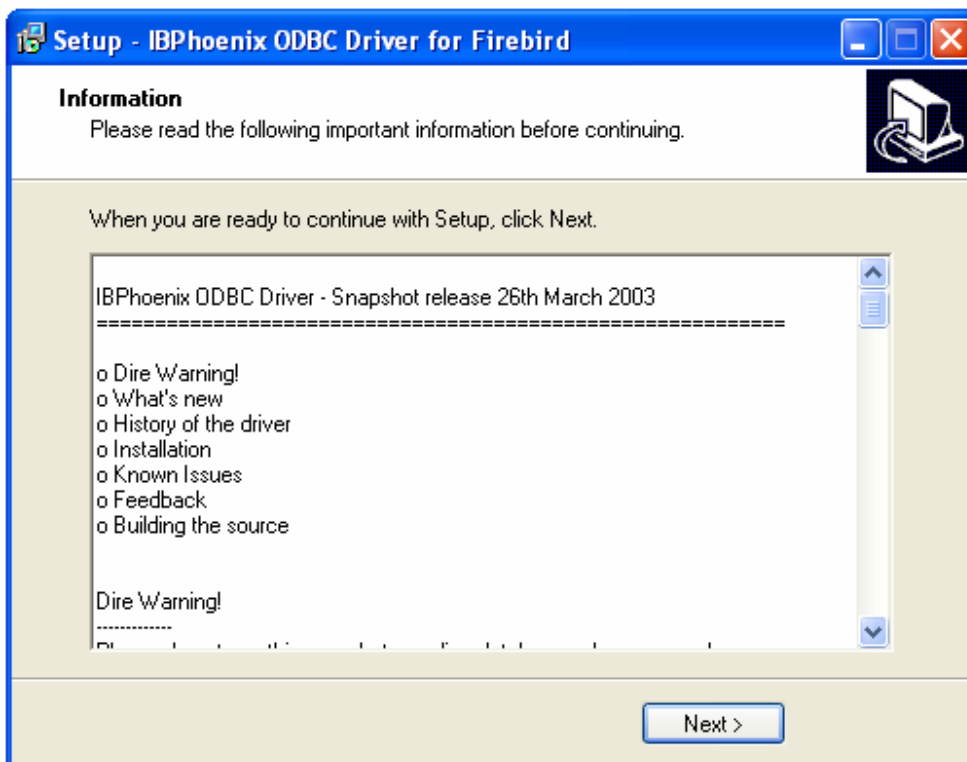 Setup - IBPhoenix ODBC Driver for Firebird
Information
Please read the following important information before continuing.
When you are ready to continue with Setup, click Next.
IBPhoenix ODBC Driver - Snapshot release 26th March 2003
===========================================================
o Dire Warning!
o What's new
o History of the driver
o Installation
o Known Issues
o Feedback
o Building the source
Dire Warning!
-------------
Next >